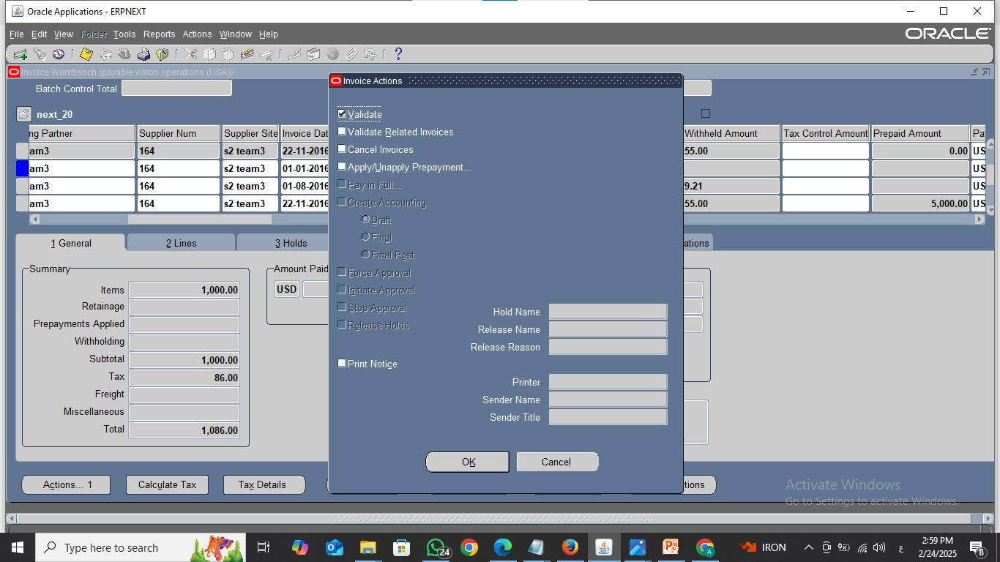 Oracle Applications - ERPNEXT
File Edit View Folder Tools Reports Actions Window Help
ORACLE
Invoice Workbench (payable vision operations (USA))
Batch Control Total
next_20
ng Partner Supplier Num Supplier Site Invoice Dat Withheld Amount Tax Control Amount Prepaid Amount Pa
am3 164 s2 team3 22-11-2016 55.00 0.00 US
am3 164 s2 team3 01-01-2016
am3 164 s2 team3 01-08-2016 9.21 US
am3 164 s2 team3 22-11-2016 55.00 5,000.00 US
1 General 2 Lines 3 Holds ations
Summary
Items 1,000.00
Retainage
Prepayments Applied
Withholding
Subtotal 1,000.00
Tax 86.00
Freight
Miscellaneous
Total 1,086.00
Amount Paid
USD
Actions... 1 Calculate Tax Tax Details tions
Invoice Actions
Validate
Validate Related Invoices
Cancel Invoices
Apply/Unapply Prepayment...
Pay in Full...
Create Accounting
Draft
Final
Final Post
Force Approval
Initiate Approval
Stop Approval
Release Holds
Hold Name
Release Name
Release Reason
Print Notice
Printer
Sender Name
Sender Title
OK Cancel
Activate Windows
Go to Settings to activate Windows.
Type here to search 24 A IRON ع 2:59 PM
2/24/2025 8